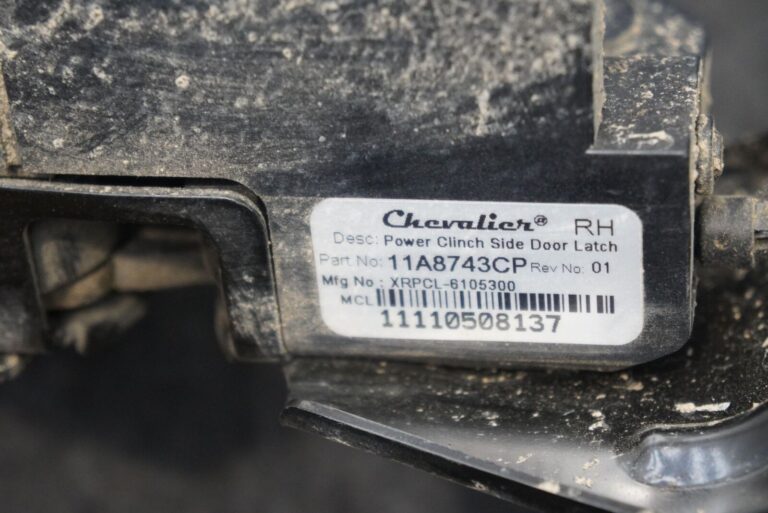 Chevalier® RH
Desc: Power Clinch Side Door Latch
Part No: 11A8743CP Rev No: 01
Mfg No : XRPCL-6105300
MCL
11110508137